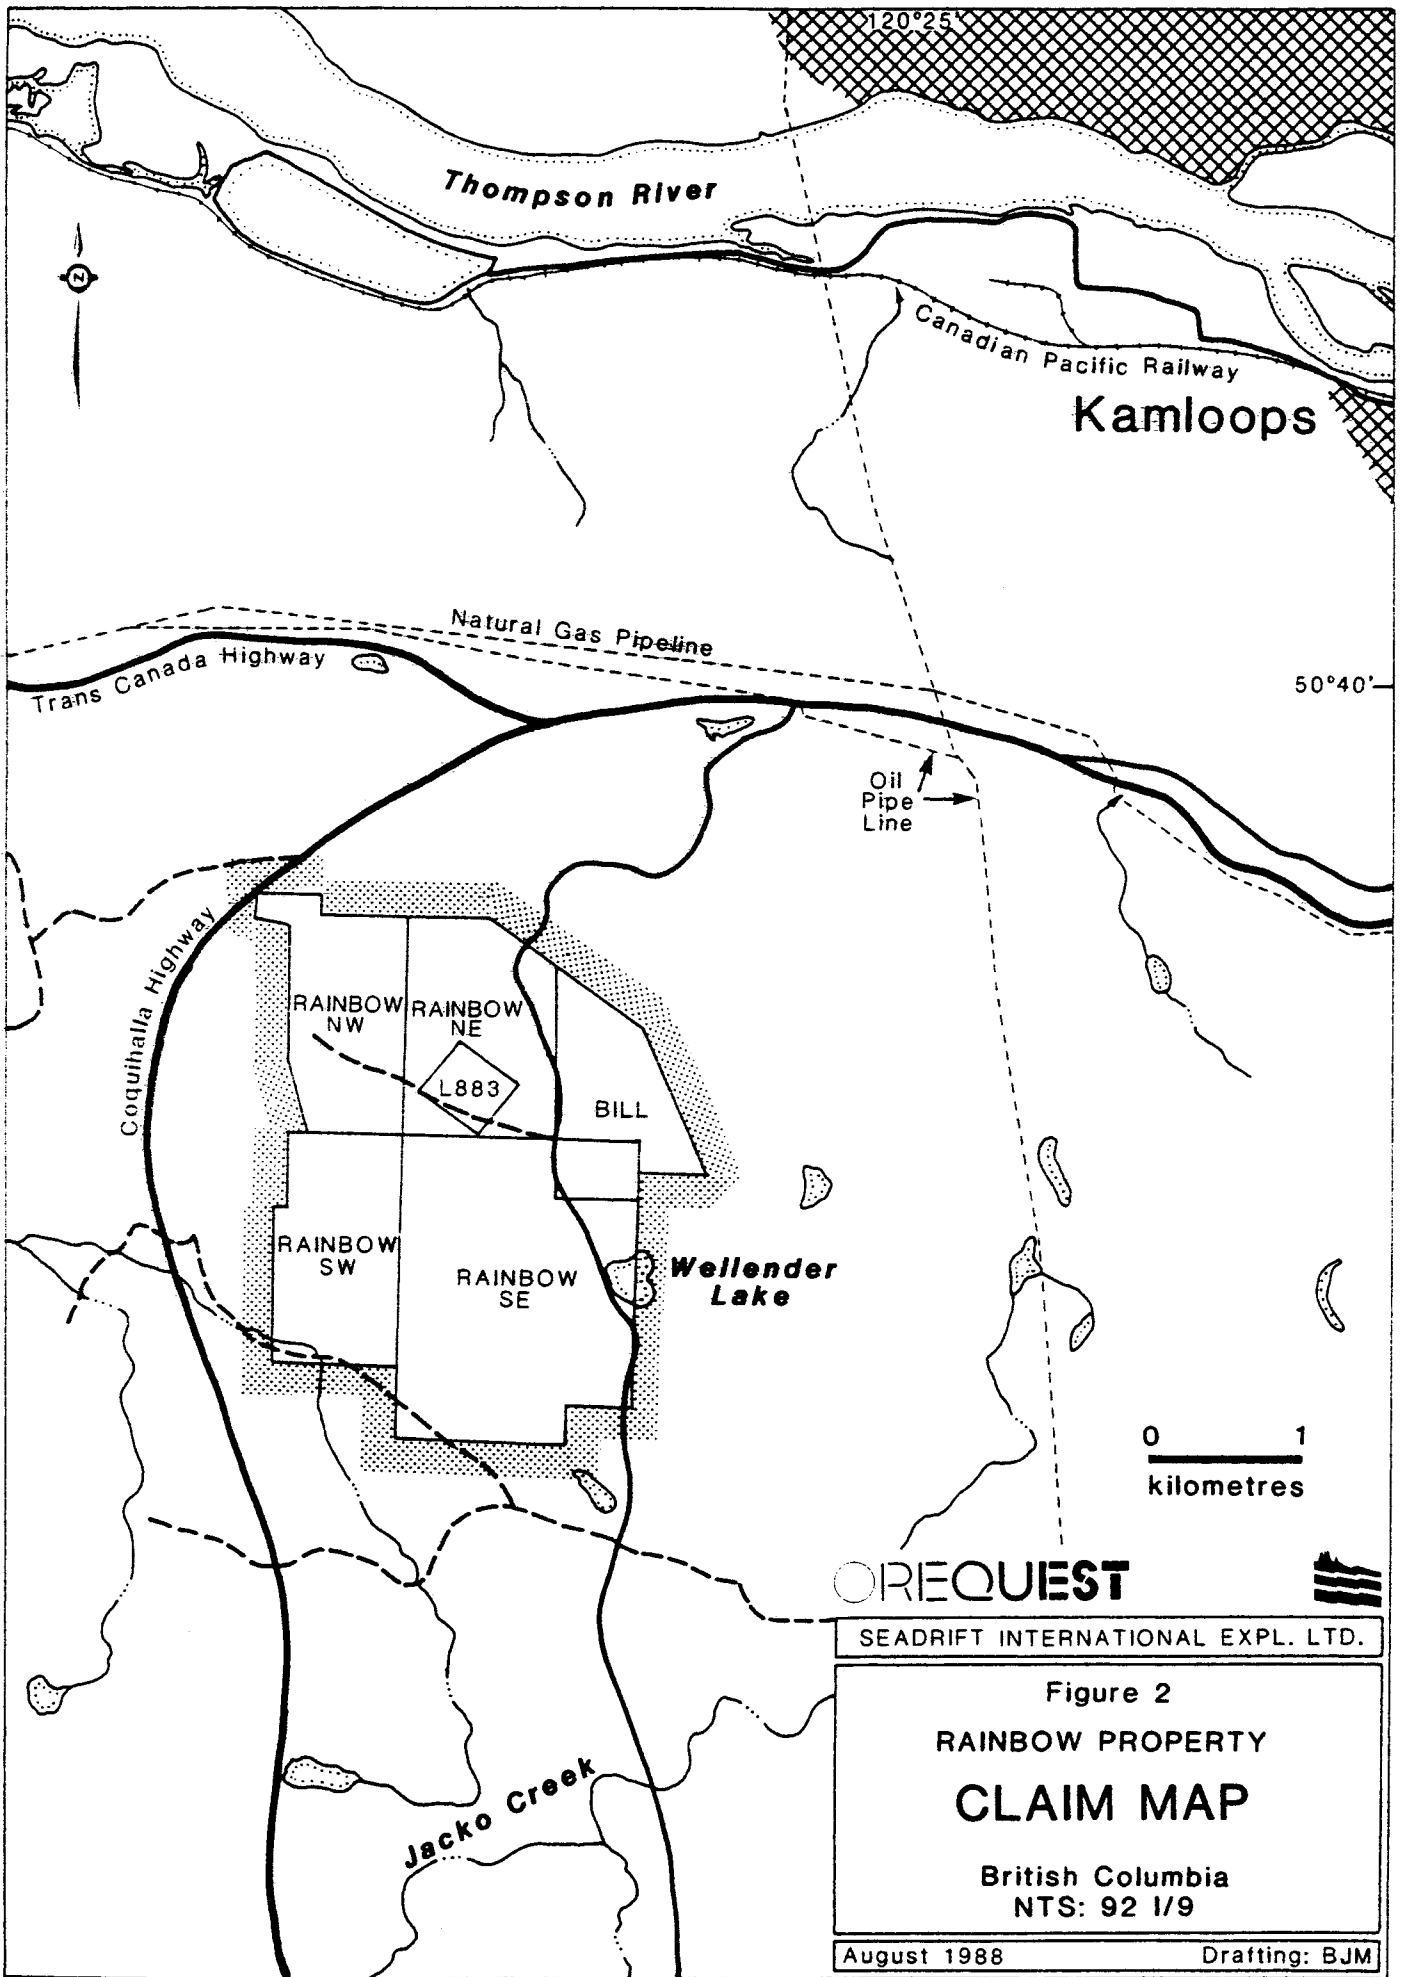 120°25'
Thompson River
N
Canadian Pacific Railway
Kamloops
Natural Gas Pipeline
Trans Canada Highway
50°40'
Oil
Pipe
Line
Coquihalla Highway
RAINBOW
NW
RAINBOW
NE
L883
BILL
RAINBOW
SW
RAINBOW
SE
Wellender
Lake
0 1
kilometres
OREQUEST
SEADRIFT INTERNATIONAL EXPL. LTD.
Figure 2
RAINBOW PROPERTY
CLAIM MAP
British Columbia
NTS: 92 I/9
Jacko Creek
August 1988 Drafting: BJM